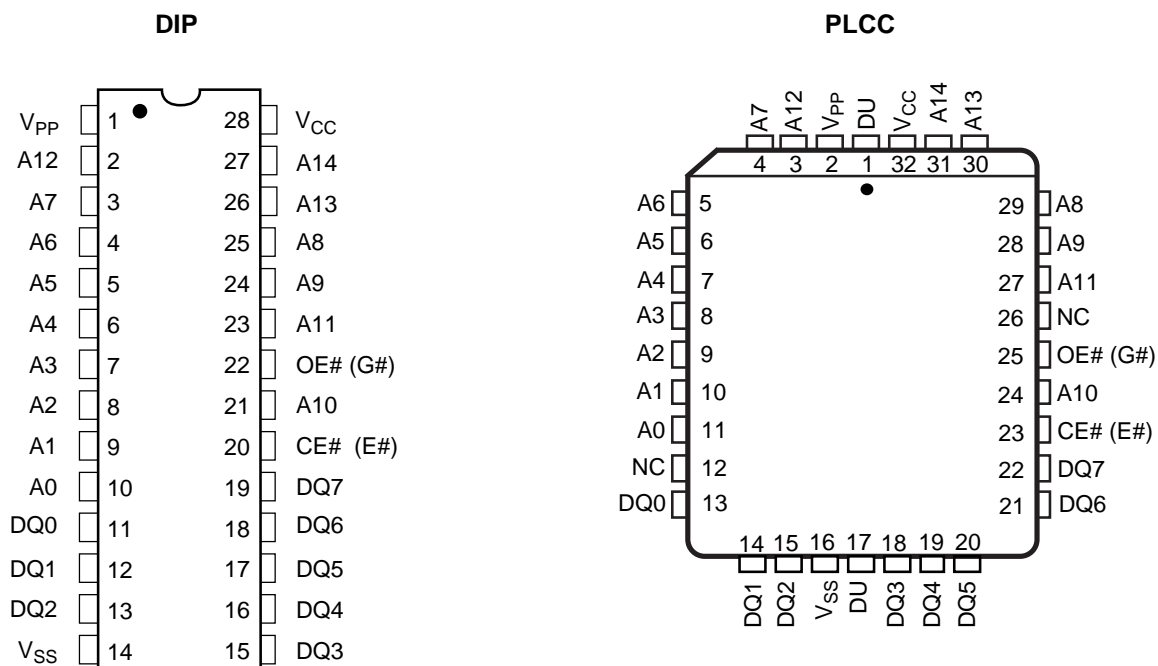 DIP
VPP 1 28 VCC
A12 2 27 A14
A7 3 26 A13
A6 4 25 A8
A5 5 24 A9
A4 6 23 A11
A3 7 22 OE# (G#)
A2 8 21 A10
A1 9 20 CE# (E#)
A0 10 19 DQ7
DQ0 11 18 DQ6
DQ1 12 17 DQ5
DQ2 13 16 DQ4
VSS 14 15 DQ3
PLCC
A7 A12 VPP DU VCC A14 A13
4 3 2 1 32 31 30
A6 5 29 A8
A5 6 28 A9
A4 7 27 A11
A3 8 26 NC
A2 9 25 OE# (G#)
A1 10 24 A10
A0 11 23 CE# (E#)
NC 12 22 DQ7
DQ0 13 21 DQ6
14 15 16 17 18 19 20
DQ1 DQ2 VSS DU DQ3 DQ4 DQ5